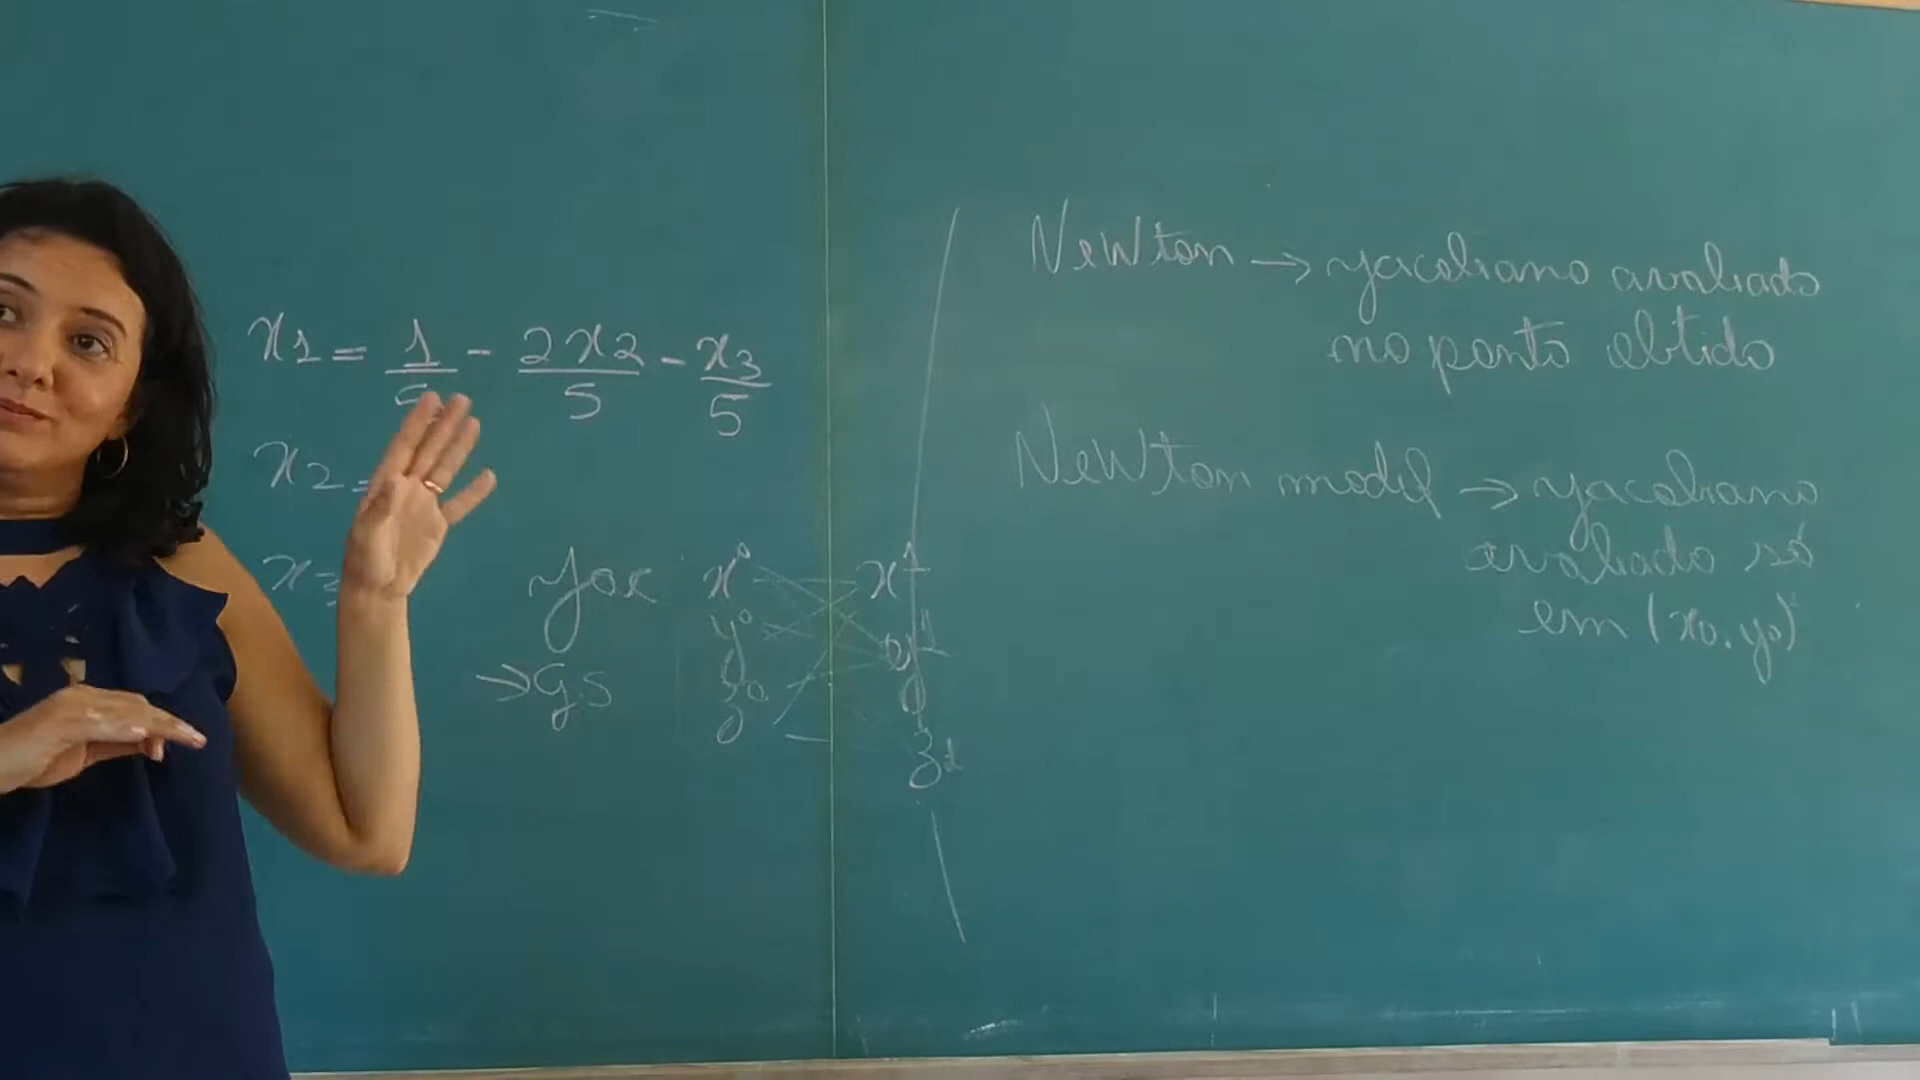 x1 = 1/5 - 2x2/5 - x3/5
x2 =
x3
Jac x⁰ x¹
y⁰ y¹
→ G.S z⁰ z¹
Newton → jacobiano avaliado
no ponto obtido
Newton modif → jacobiano
avaliado só
em (x0, y0)